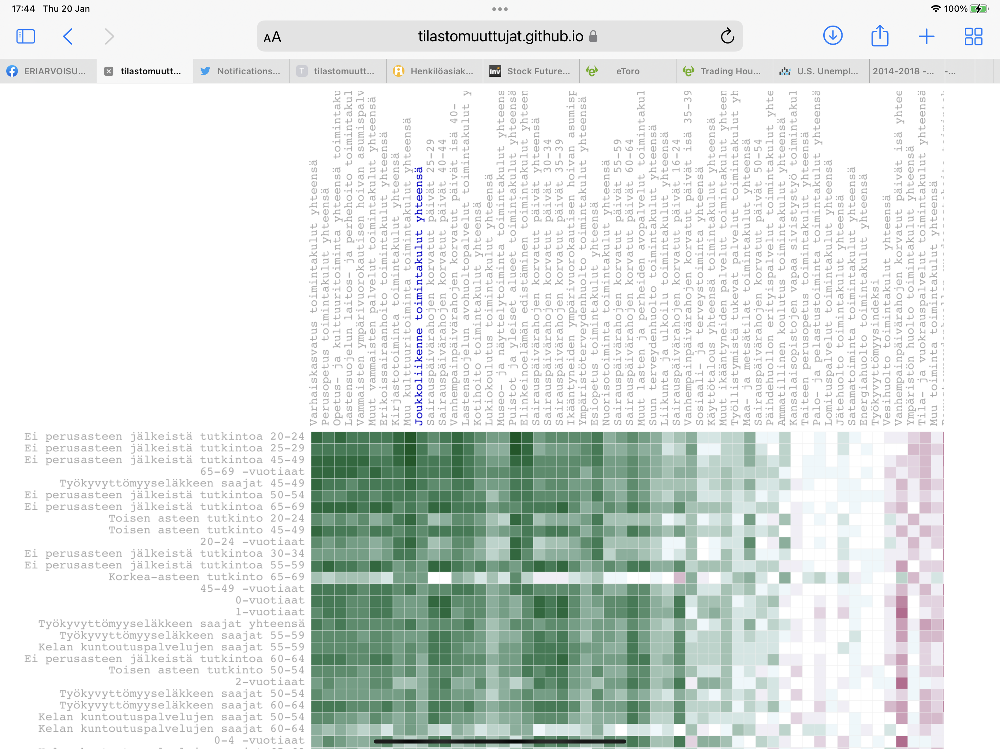 17:44 Thu 20 Jan
100%
AA
tilastomuuttujat.github.io
ERIARVOISU...
tilastomuutt...
Notifications...
T tilastomuutt...
Henkilöasiak...
Inv Stock Future...
eToro
Trading Hou...
U.S. Unempl...
2014-2018 -...
-...
Varhaiskasvatus toimintakulut yhteensä
Perusopetus toimintakulut yhteensä
Opetus- ja kulttuuritoiminta yhteensä toimintaku
Lastensuojelun laitos- ja perhehoito toimintakul
Vammaisten ympärivuorokautisen hoivan asumispalv
Muut vammaisten palvelut toimintakulut yhteensä
Erikoissairaanhoito toimintakulut yhteensä
Kirjastotoiminta toimintakulut yhteensä
Muu kulttuuritoiminta toimintakulut yhteensä
Joukkoliikenne toimintakulut yhteensä
Sairauspäivärahojen korvatut päivät 25-29
Sairauspäivärahojen korvatut päivät 40-44
Vanhempainpäivärahojen korvatut päivät isä 40-
Lastensuojelun avohuoltopalvelut toimintakulut y
Kotihoito toimintakulut yhteensä
Lukiokoulutus toimintakulut yhteensä
Museo- ja näyttelytoiminta toimintakulut yhteens
Puistot ja yleiset alueet toimintakulut yhteensä
Elinkeinoelämän edistäminen toimintakulut yhteen
Sairauspäivärahojen korvatut päivät yhteensä
Sairauspäivärahojen korvatut päivät 30-34
Sairauspäivärahojen korvatut päivät 35-39
Ikääntyneiden ympärivuorokautisen hoivan asumisp
Ympäristöterveydenhuolto toimintakulut yhteensä
Esiopetus toimintakulut yhteensä
Nuorisotoiminta toimintakulut yhteensä
Sairauspäivärahojen korvatut päivät 55-59
Sairauspäivärahojen korvatut päivät 60-64
Muut lasten ja perheiden avopalvelut toimintakul
Suun terveydenhuolto toimintakulut yhteensä
Liikunta ja ulkoilu toimintakulut yhteensä
Sairauspäivärahojen korvatut päivät 16-24
Vanhempainpäivärahojen korvatut päivät isä 35-39
Sosiaali- ja terveystoiminta yhteensä
Käyttötalous yhteensä toimintakulut yhteensä
Muut ikääntyneiden palvelut toimintakulut yhteen
Työllistymistä tukevat palvelut toimintakulut yh
Maa- ja metsätilat toimintakulut yhteensä
Sairauspäivärahojen korvatut päivät 50-54
Päihdehuollon erityispalvelut toimintakulut yhte
Ammatillinen koulutus toimintakulut yhteensä
Kansalaisopistojen vapaa sivistystyö toimintakul
Taiteen perusopetus toimintakulut yhteensä
Palo- ja pelastustoiminta toimintakulut yhteensä
Lomituspalvelut toimintakulut yhteensä
Jätehuolto toimintakulut yhteensä
Satamatoiminta toimintakulut yhteensä
Energiahuolto toimintakulut yhteensä
Työkyvyttömyysindeksi
Vesihuolto toimintakulut yhteensä
Vanhempainpäivärahojen korvatut päivät isä yhtee
Ympäristön huolto toimintakulut yhteensä
Tila- ja vuokrauspalvelut toimintakulut yhteensä
Muu toiminta toimintakulut yhteensä
Ei perusasteen jälkeistä tutkintoa 20-24
Ei perusasteen jälkeistä tutkintoa 25-29
Ei perusasteen jälkeistä tutkintoa 45-49
65-69 -vuotiaat
Työkyvyttömyyseläkkeen saajat 45-49
Ei perusasteen jälkeistä tutkintoa 50-54
Ei perusasteen jälkeistä tutkintoa 65-69
Toisen asteen tutkinto 20-24
Toisen asteen tutkinto 45-49
20-24 -vuotiaat
Ei perusasteen jälkeistä tutkintoa 30-34
Ei perusasteen jälkeistä tutkintoa 55-59
Korkea-asteen tutkinto 65-69
45-49 -vuotiaat
0-vuotiaat
1-vuotiaat
Työkyvyttömyyseläkkeen saajat yhteensä
Työkyvyttömyyseläkkeen saajat 55-59
Kelan kuntoutuspalvelujen saajat 55-59
Ei perusasteen jälkeistä tutkintoa 60-64
Toisen asteen tutkinto 50-54
2-vuotiaat
Työkyvyttömyyseläkkeen saajat 50-54
Työkyvyttömyyseläkkeen saajat 60-64
Kelan kuntoutuspalvelujen saajat 50-54
Kelan kuntoutuspalvelujen saajat 60-64
0-4 -vuotiaat